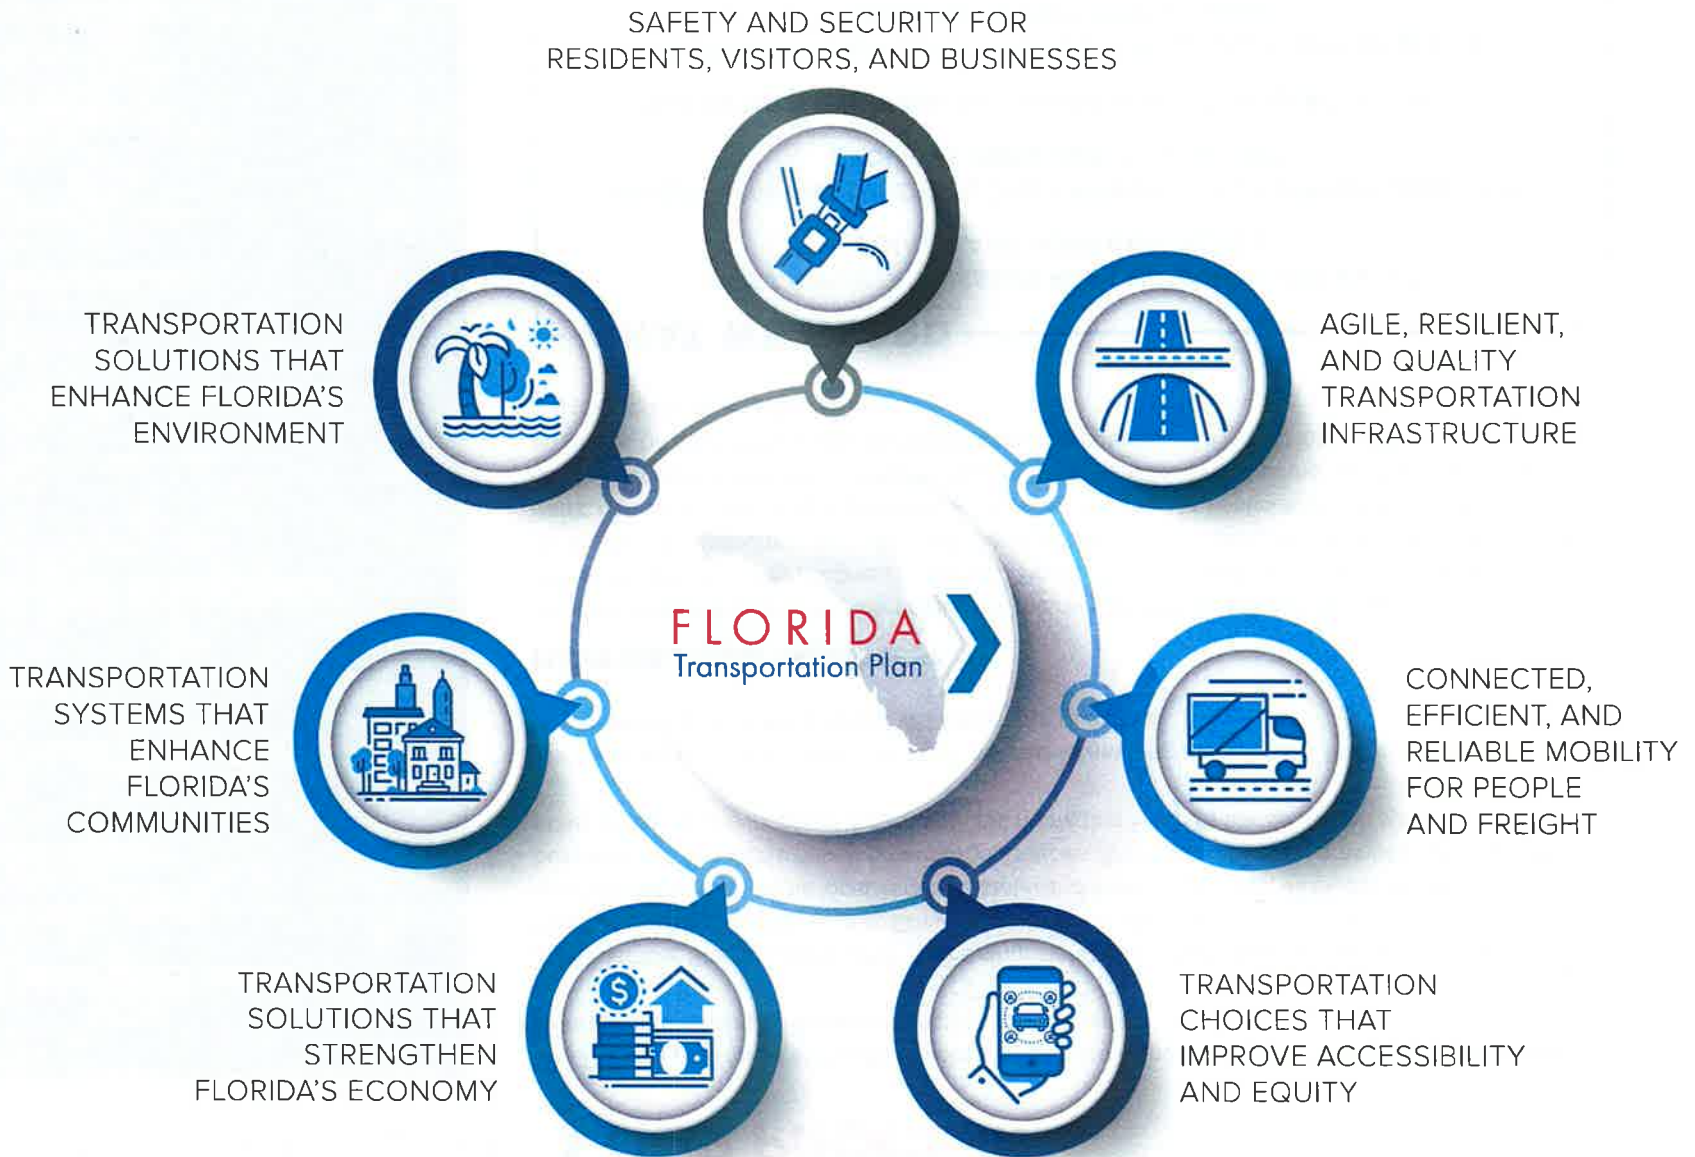 SAFETY AND SECURITY FOR
RESIDENTS, VISITORS, AND BUSINESSES
AGILE, RESILIENT,
AND QUALITY
TRANSPORTATION
INFRASTRUCTURE
CONNECTED,
EFFICIENT, AND
RELIABLE MOBILITY
FOR PEOPLE
AND FREIGHT
TRANSPORTATION
CHOICES THAT
IMPROVE ACCESSIBILITY
AND EQUITY
TRANSPORTATION
SOLUTIONS THAT
STRENGTHEN
FLORIDA'S ECONOMY
$
TRANSPORTATION
SYSTEMS THAT
ENHANCE
FLORIDA'S
COMMUNITIES
TRANSPORTATION
SOLUTIONS THAT
ENHANCE FLORIDA'S
ENVIRONMENT
FLORIDA
Transportation Plan